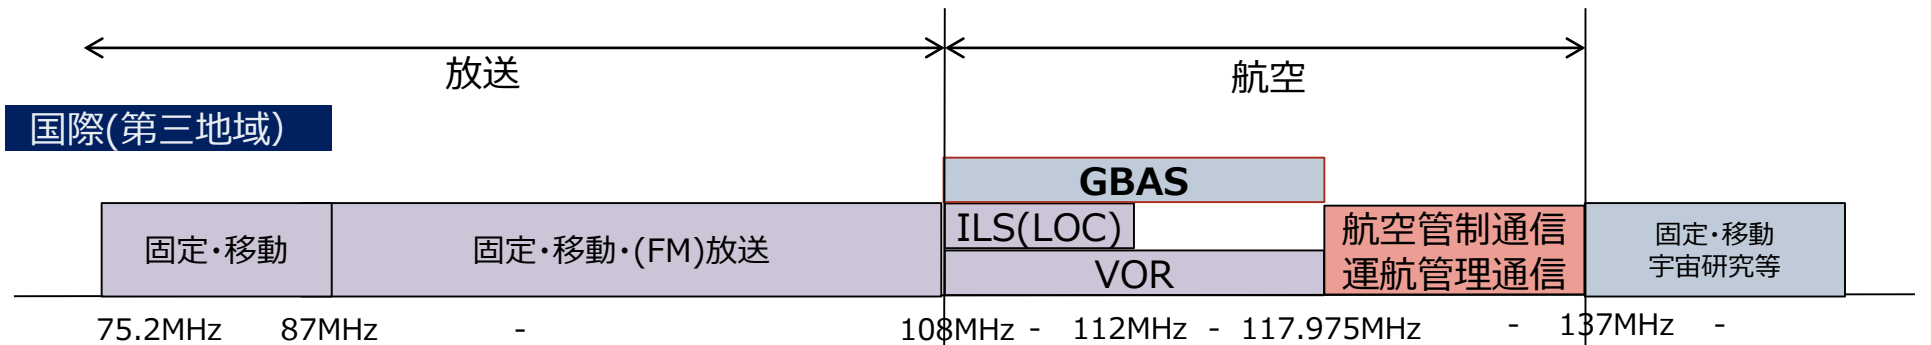 放送
航空
国際(第三地域）
GBAS
ILS(LOC)
VOR
固定・移動
固定・移動・(FM)放送
航空管制通信
運航管理通信
固定・移動
宇宙研究等
75.2MHz 87MHz - 108MHz - 112MHz - 117.975MHz - 137MHz -